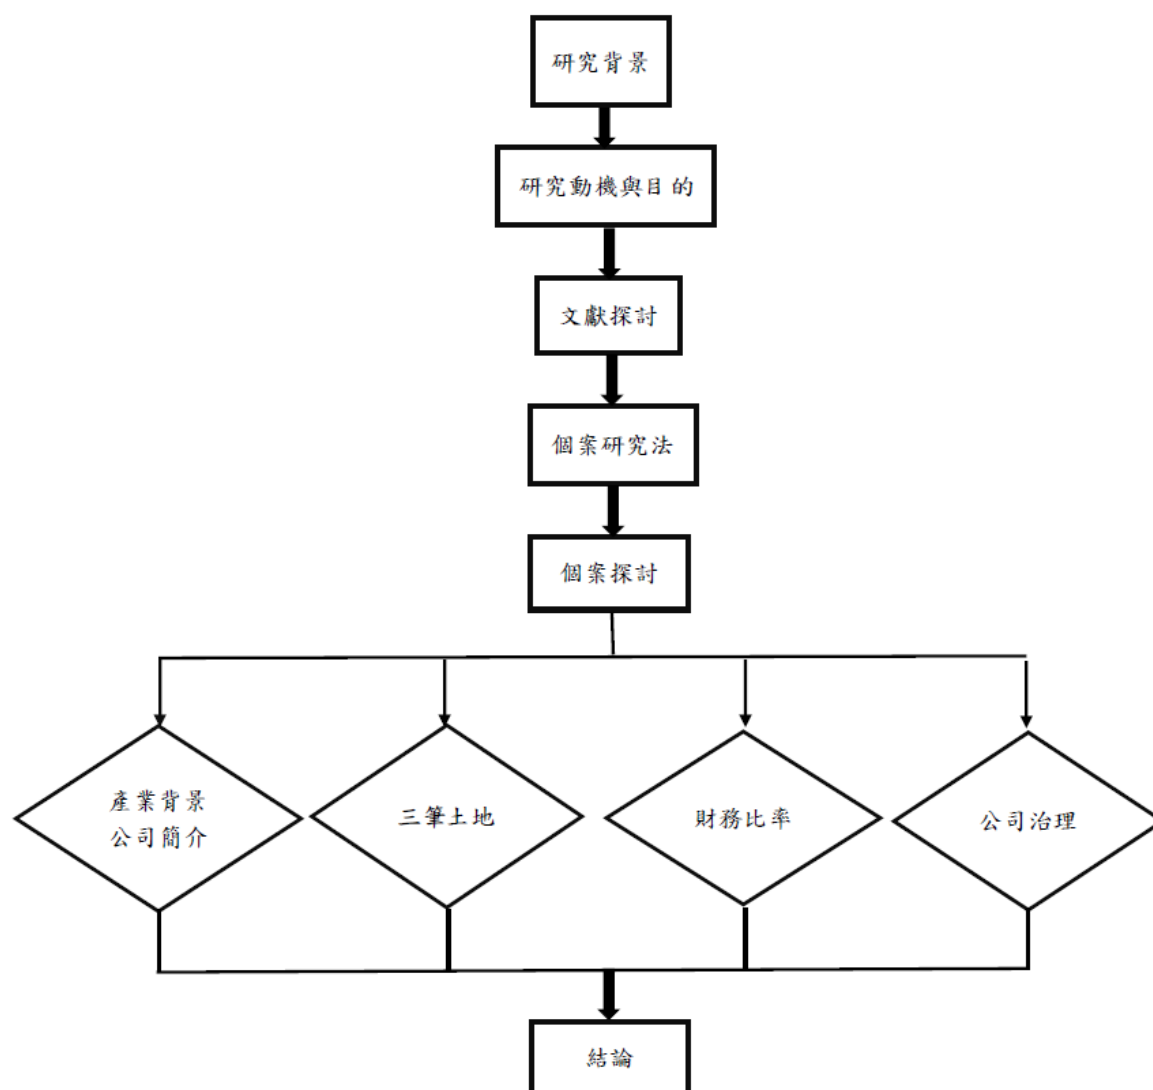 研究背景
研究動機與目的
文獻探討
個案研究法
個案探討
產業背景
公司簡介
三筆土地
財務比率
公司治理
結論